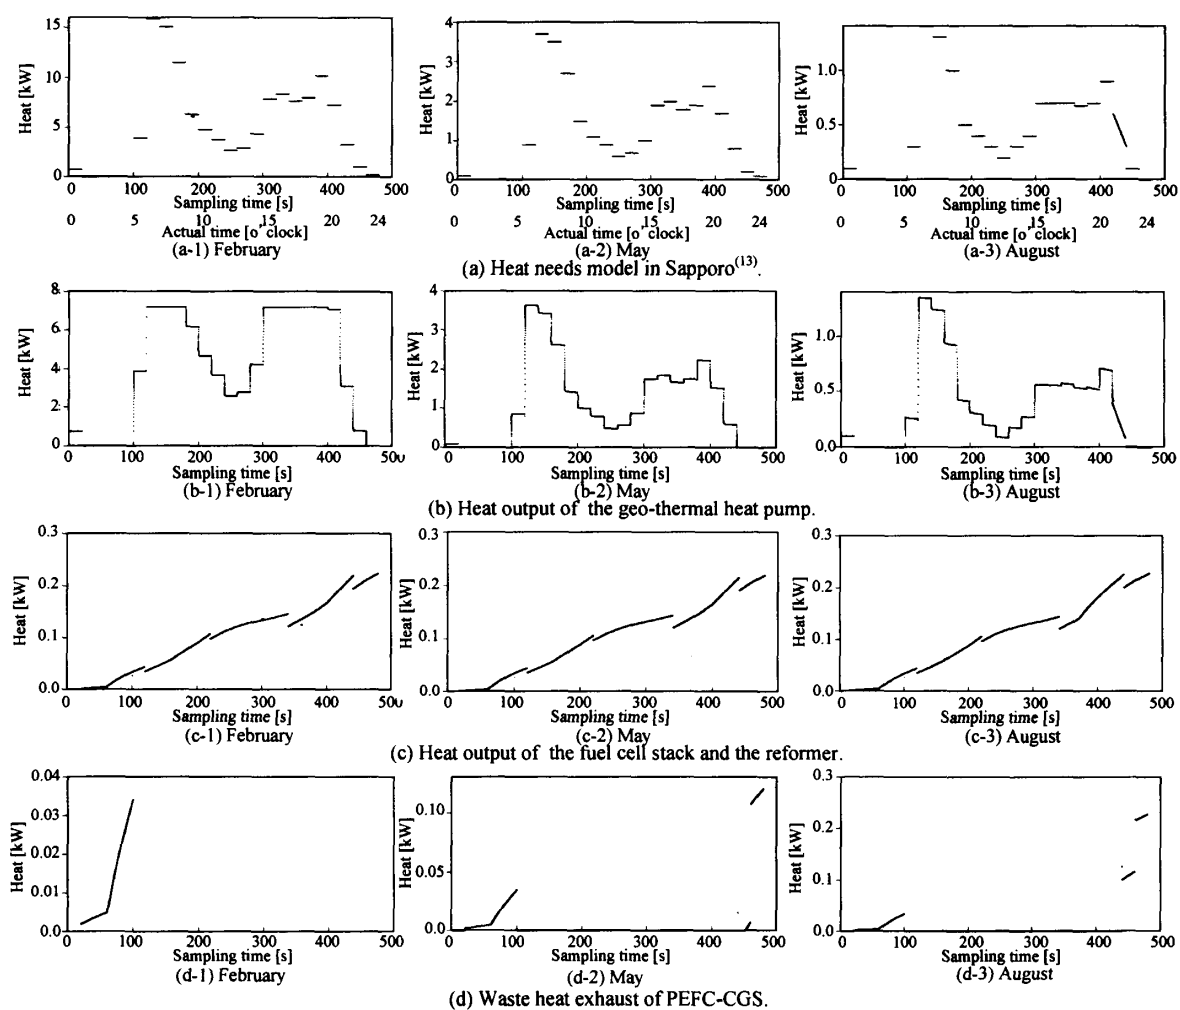 15
10
5
0
Heat [kW]
0 100 200 300 400 500
Sampling time [s]
0 5 10 15 20 24
Actual time [o'clock]
(a-1) February
4
3
2
1
0
Heat [kW]
0 100 200 300 400 500
Sampling time [s]
0 5 10 15 20 24
Actual time [o'clock]
(a-2) May
1.0
0.5
0.0
Heat [kW]
0 100 200 300 400 500
Sampling time [s]
0 5 10 15 20 24
Actual time [o'clock]
(a-3) August
(a) Heat needs model in Sapporo(13).
8
6
4
2
0
Heat [kW]
0 100 200 300 400 500
Sampling time [s]
(b-1) February
4
3
2
1
0
Heat [kW]
0 100 200 300 400 500
Sampling time [s]
(b-2) May
1.0
0.5
0.0
Heat [kW]
0 100 200 300 400 500
Sampling time [s]
(b-3) August
(b) Heat output of the geo-thermal heat pump.
0.3
0.2
0.1
0.0
Heat [kW]
0 100 200 300 400 500
Sampling time [s]
(c-1) February
0.3
0.2
0.1
0.0
Heat [kW]
0 100 200 300 400 500
Sampling time [s]
(c-2) May
0.3
0.2
0.1
0.0
Heat [kW]
0 100 200 300 400 500
Sampling time [s]
(c-3) August
(c) Heat output of the fuel cell stack and the reformer.
0.04
0.03
0.02
0.01
0.00
Heat [kW]
0 100 200 300 400 500
Sampling time [s]
(d-1) February
0.10
0.05
0.00
Heat [kW]
0 100 200 300 400 500
Sampling time [s]
(d-2) May
0.3
0.2
0.1
0.0
Heat [kW]
0 100 200 300 400 500
Sampling time [s]
(d-3) August
(d) Waste heat exhaust of PEFC-CGS.